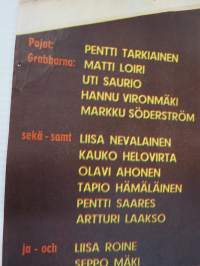 Pojat: PENTTI TARKIAINEN
Grabbarna: MATTI LOIRI
UTI SAURIO
HANNU VIRONMÄKI
MARKKU SÖDERSTRÖM
sekä - samt LIISA NEVALAINEN
KAUKO HELOVIRTA
OLAVI AHONEN
TAPIO HÄMÄLÄINEN
PENTTI SAARES
ARTTURI LAAKSO
ja - och LIISA ROINE
SEPPO MÄKI